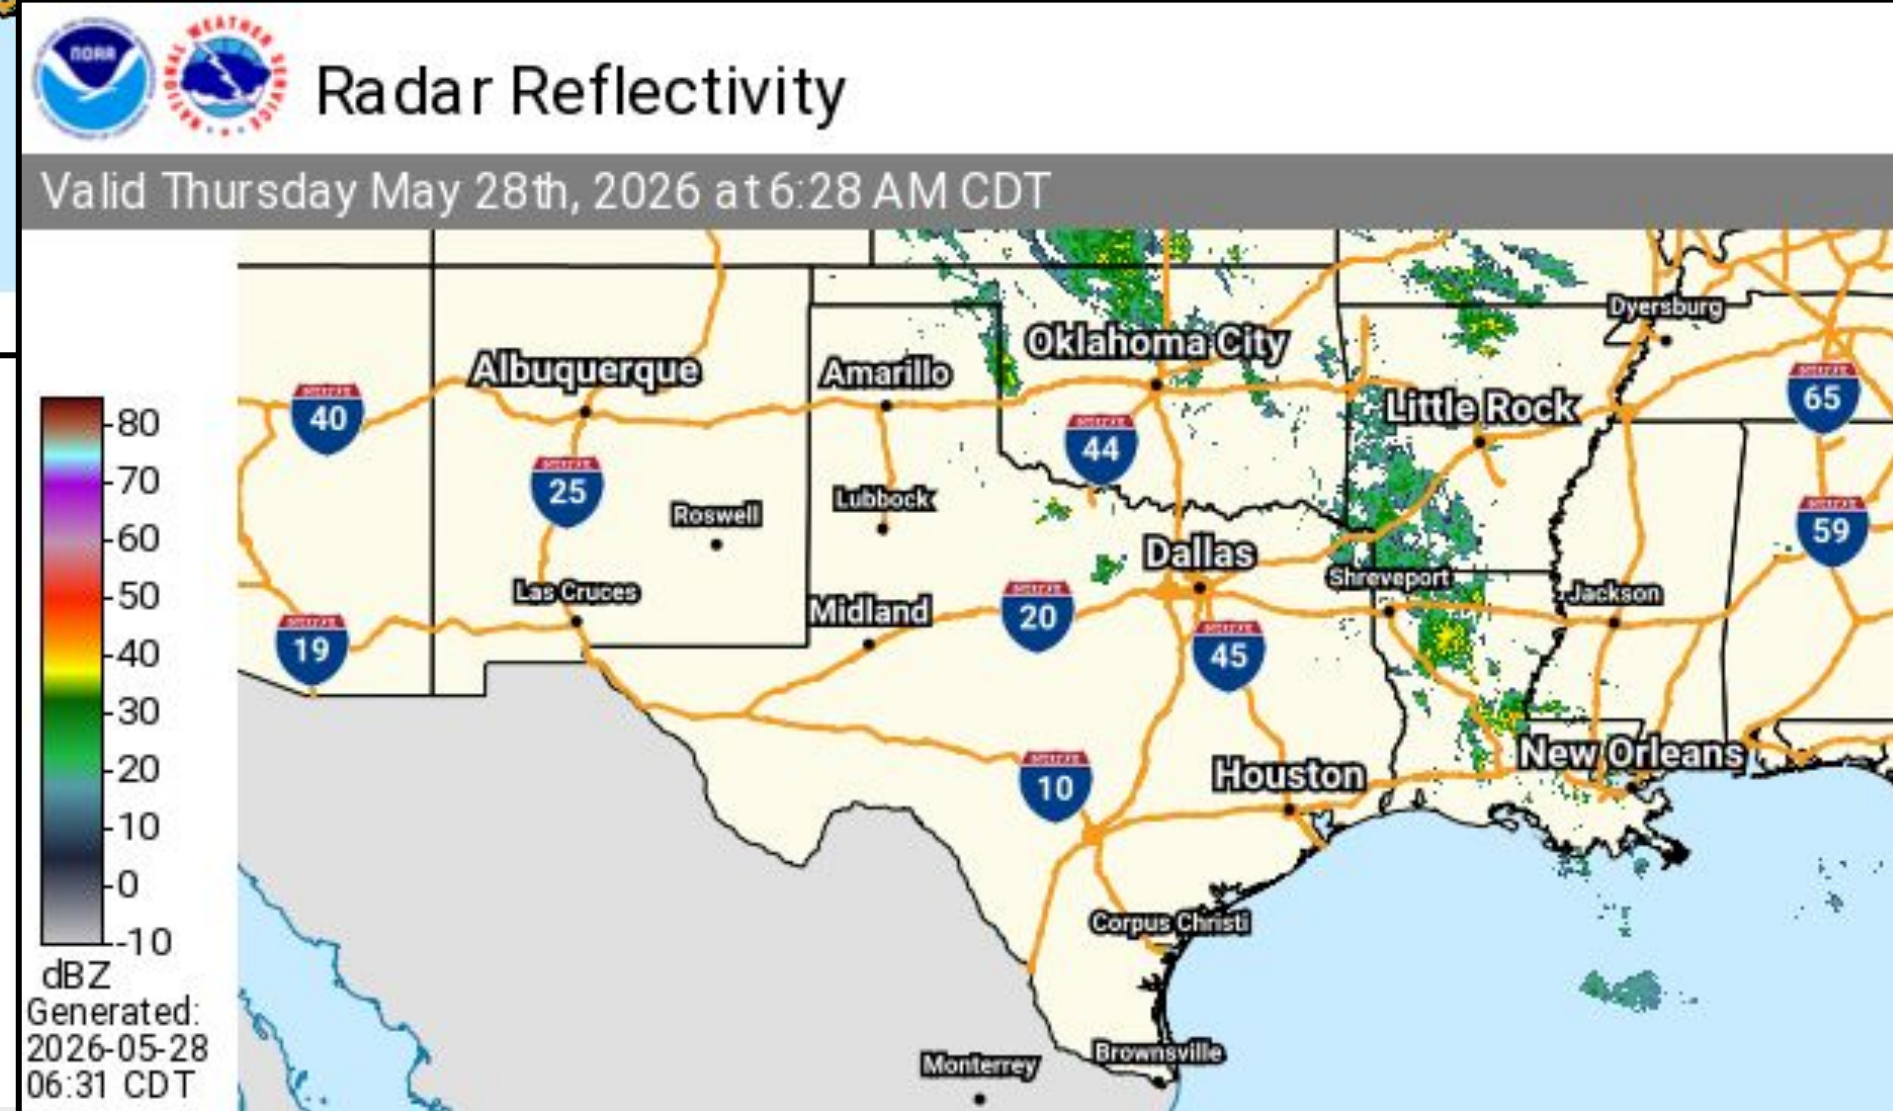 NOAA
NATIONAL WEATHER SERVICE
Radar Reflectivity
Valid Thursday May 28th, 2026 at 6:28 AM CDT
Dyersburg
Oklahoma City
Albuquerque
Amarillo
40
65
Little Rock
44
25
Lubbock
Roswell
59
Dallas
Shreveport
Las Cruces
Jackson
Midland
20
19
45
New Orleans
10
Houston
Corpus Christi
Brownsville
Monterrey
80
70
60
50
40
30
20
10
0
-10
dBZ
Generated:
2026-05-28
06:31 CDT